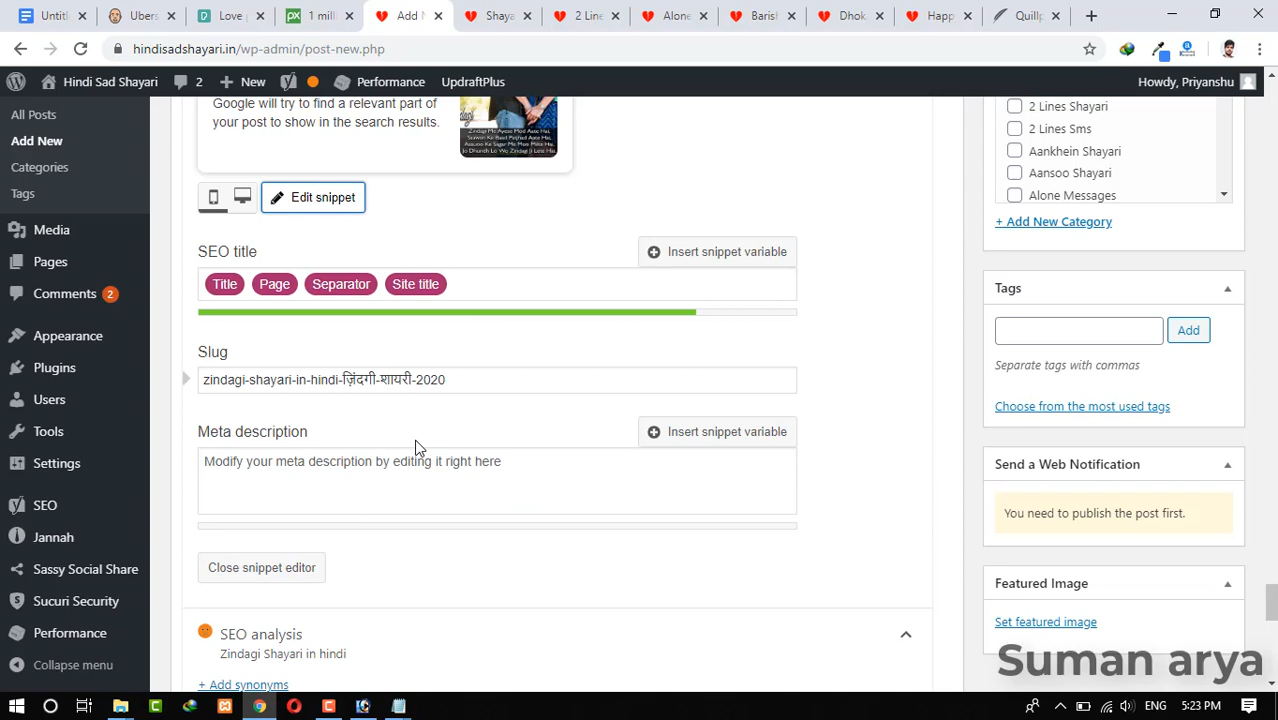 Untitl
Ubers
Love
1 mill
Add N
Shaya
2 Line
Alone
Barish
Dhok
Happ
Quillp
hindisadshayari.in/wp-admin/post-new.php
Hindi Sad Shayari
2
New
Performance
UpdraftPlus
Howdy, Priyanshu
All Posts
Add New
Categories
Tags
Media
Pages
Comments 2
Appearance
Plugins
Users
Tools
Settings
SEO
Jannah
Sassy Social Share
Sucuri Security
Performance
Collapse menu
Google will try to find a relevant part of
your post to show in the search results.
Edit snippet
SEO title
Insert snippet variable
Title Page Separator Site title
Slug
zindagi-shayari-in-hindi-ज़िंदगी-शायरी-2020
Meta description
Insert snippet variable
Modify your meta description by editing it right here
Close snippet editor
SEO analysis
Zindagi Shayari in hindi
+ Add synonyms
2 Lines Shayari
2 Lines Sms
Aankhein Shayari
Aansoo Shayari
Alone Messages
+ Add New Category
Tags
Add
Separate tags with commas
Choose from the most used tags
Send a Web Notification
You need to publish the post first.
Featured Image
Set featured image
Suman arya
ENG
5:23 PM